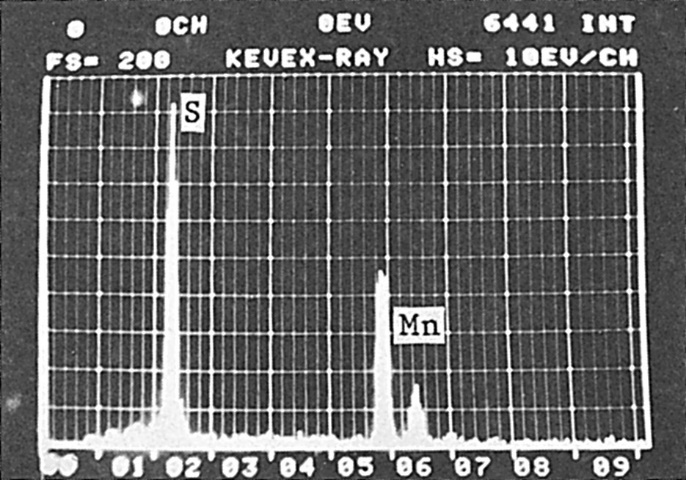 0 0CH 0EV 6441 INT
FS= 200 KEVEX-RAY HS= 10EV/CH
S
Mn
00 01 02 03 04 05 06 07 08 09